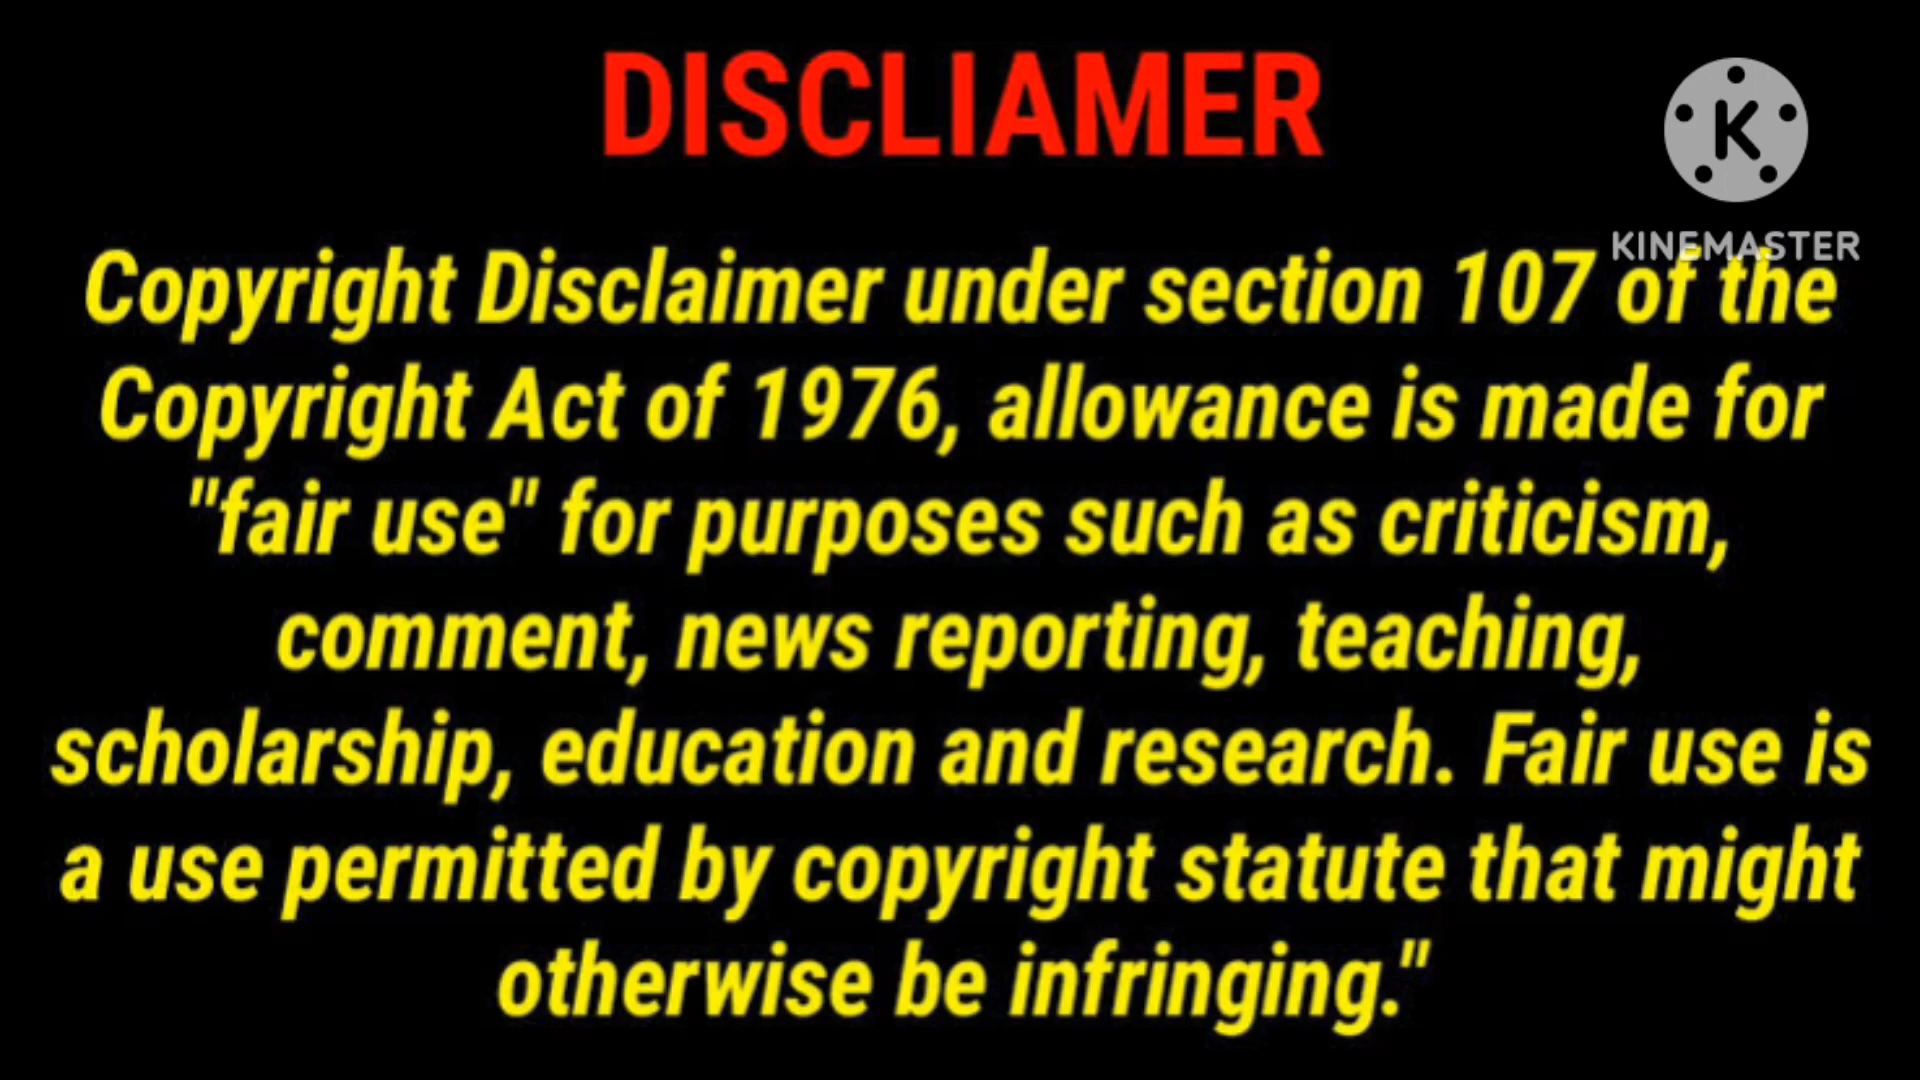 DISCLIAMER
K
KINEMASTER
Copyright Disclaimer under section 107 of the
Copyright Act of 1976, allowance is made for
"fair use" for purposes such as criticism,
comment, news reporting, teaching,
scholarship, education and research. Fair use is
a use permitted by copyright statute that might
otherwise be infringing."